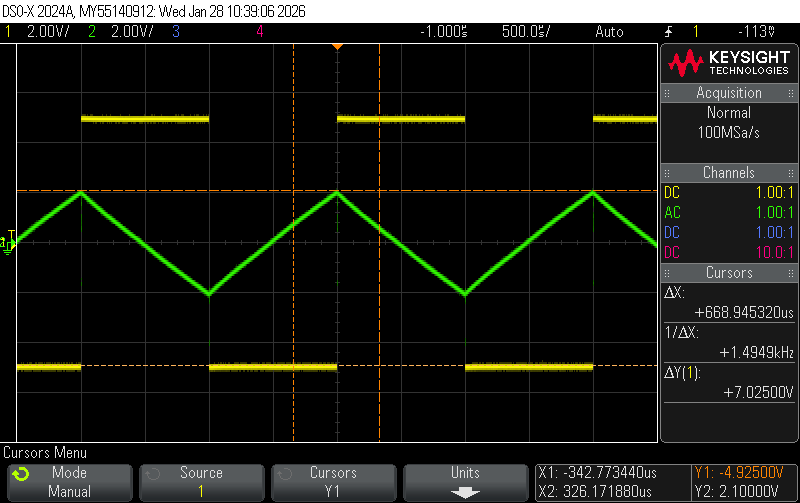 DSO-X 2024A, MY55140912: Wed Jan 28 10:39:06 2026
1 2.00V/ 2 2.00V/ 3 4 -1.000s 500.0s/ Auto 1 -113V
KEYSIGHT
TECHNOLOGIES
Acquisition
Normal
100MSa/s
Channels
DC 1.00:1
AC 1.00:1
DC 1.00:1
DC 10.0:1
Cursors
ΔX:
+668.945320us
1/ΔX:
+1.4949kHz
ΔY(1):
+7.02500V
T
2
Cursors Menu
Mode
Manual
Source
1
Cursors
Y1
Units
X1: -342.773440us
X2: 326.171880us
Y1: -4.92500V
Y2: 2.10000V